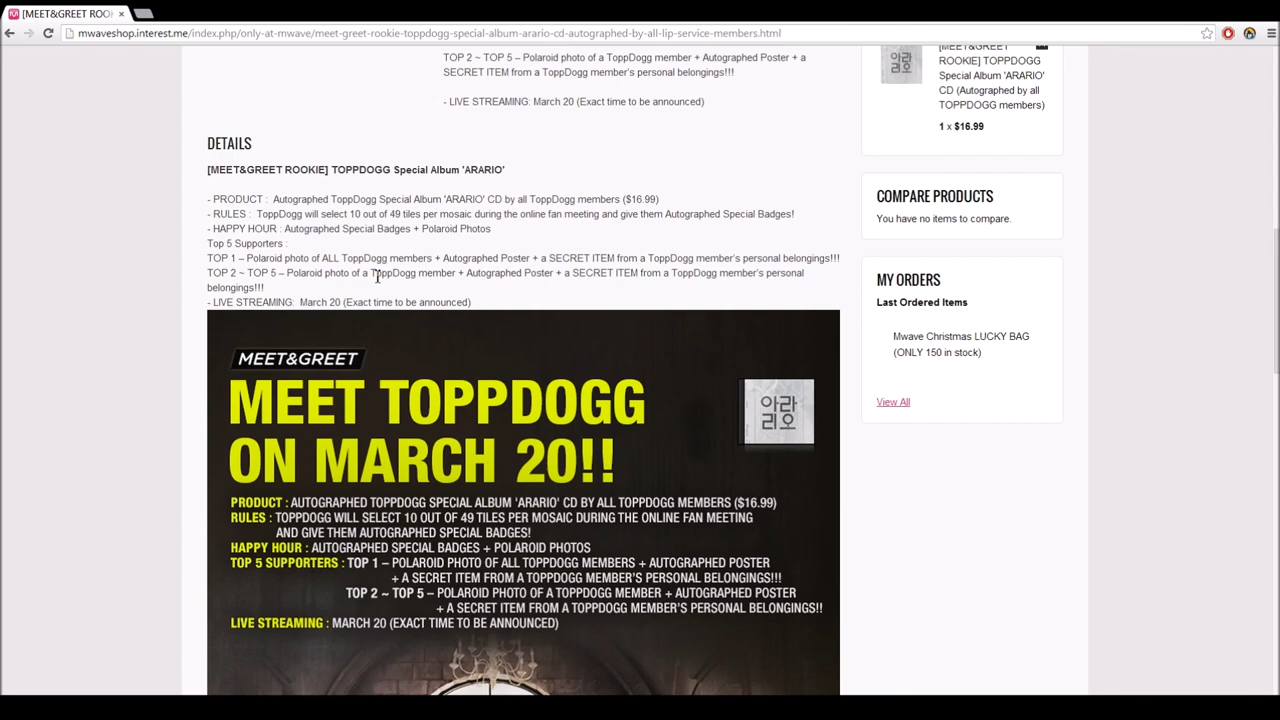 [MEET&GREET ROOK
mwaveshop.interest.me/index.php/only-at-mwave/meet-greet-rookie-toppdogg-special-album-arario-cd-autographed-by-all-lip-service-members.html
TOP 2 ~ TOP 5 – Polaroid photo of a ToppDogg member + Autographed Poster + a
SECRET ITEM from a ToppDogg member's personal belongings!!!
- LIVE STREAMING: March 20 (Exact time to be announced)
DETAILS
[MEET&GREET ROOKIE] TOPPDOGG Special Album 'ARARIO'
- PRODUCT : Autographed ToppDogg Special Album 'ARARIO' CD by all ToppDogg members ($16.99)
- RULES : ToppDogg will select 10 out of 49 tiles per mosaic during the online fan meeting and give them Autographed Special Badges!
- HAPPY HOUR : Autographed Special Badges + Polaroid Photos
Top 5 Supporters :
TOP 1 – Polaroid photo of ALL ToppDogg members + Autographed Poster + a SECRET ITEM from a ToppDogg member's personal belongings!!!
TOP 2 ~ TOP 5 – Polaroid photo of a ToppDogg member + Autographed Poster + a SECRET ITEM from a ToppDogg member's personal
belongings!!!
- LIVE STREAMING: March 20 (Exact time to be announced)
MEET&GREET
MEET TOPPDOGG
ON MARCH 20!!
아라
리오
PRODUCT : AUTOGRAPHED TOPPDOGG SPECIAL ALBUM 'ARARIO' CD BY ALL TOPPDOGG MEMBERS ($16.99)
RULES : TOPPDOGG WILL SELECT 10 OUT OF 49 TILES PER MOSAIC DURING THE ONLINE FAN MEETING
AND GIVE THEM AUTOGRAPHED SPECIAL BADGES!
HAPPY HOUR : AUTOGRAPHED SPECIAL BADGES + POLAROID PHOTOS
TOP 5 SUPPORTERS : TOP 1 – POLAROID PHOTO OF ALL TOPPDOGG MEMBERS + AUTOGRAPHED POSTER
+ A SECRET ITEM FROM A TOPPDOGG MEMBER'S PERSONAL BELONGINGS!!!
TOP 2 ~ TOP 5 – POLAROID PHOTO OF A TOPPDOGG MEMBER + AUTOGRAPHED POSTER
+ A SECRET ITEM FROM A TOPPDOGG MEMBER'S PERSONAL BELONGINGS!!
LIVE STREAMING : MARCH 20 (EXACT TIME TO BE ANNOUNCED)
아라
리오
[MEET&GREET
ROOKIE] TOPPDOGG
Special Album 'ARARIO'
CD (Autographed by all
TOPPDOGG members)
1 x $16.99
COMPARE PRODUCTS
You have no items to compare.
MY ORDERS
Last Ordered Items
Mwave Christmas LUCKY BAG
(ONLY 150 in stock)
View All